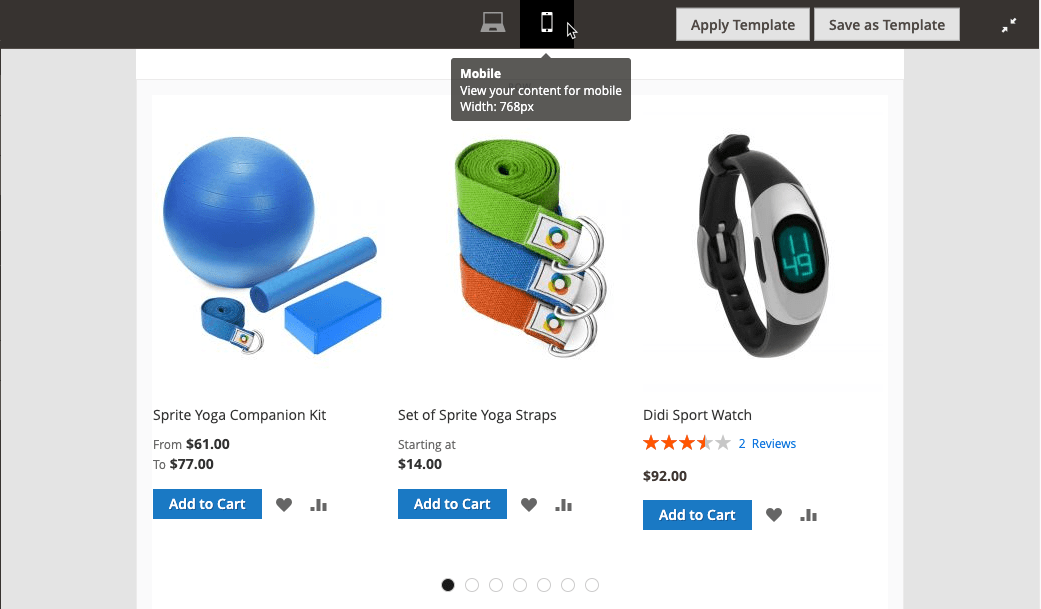 Apply Template
Save as Template
Mobile
View your content for mobile
Width: 768px
11
49
Sprite Yoga Companion Kit
From $61.00
To $77.00
Add to Cart
Set of Sprite Yoga Straps
Starting at
$14.00
Add to Cart
Didi Sport Watch
2 Reviews
$92.00
Add to Cart